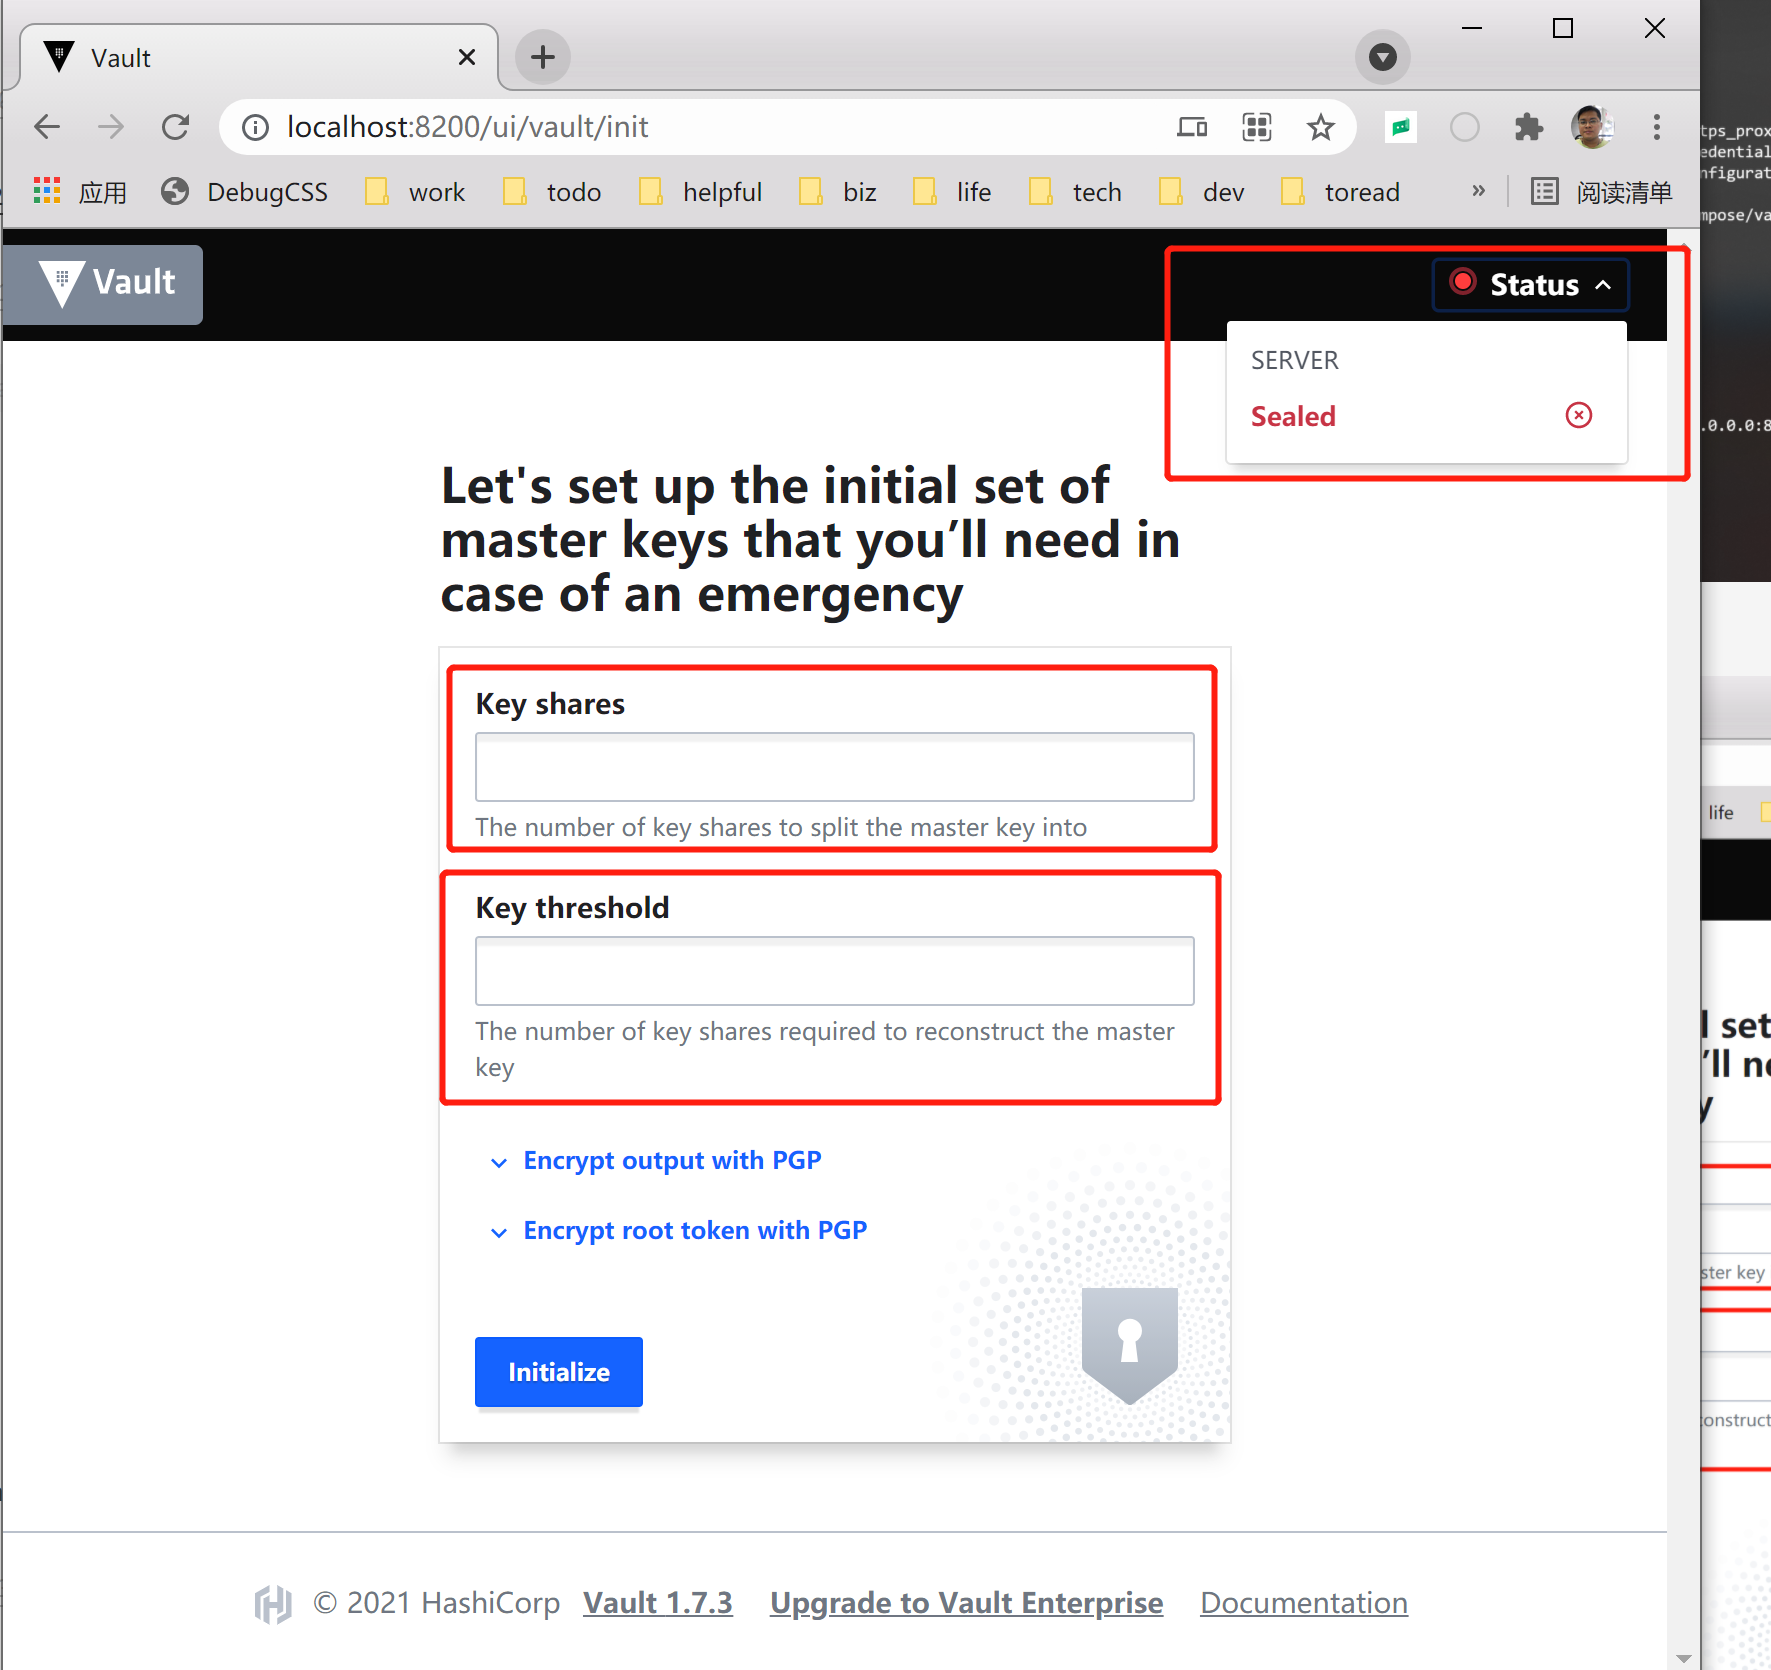 Vault
localhost:8200/ui/vault/init
应用 DebugCSS work todo helpful biz life tech dev toread » 阅读清单
Vault
Status
SERVER
Sealed
Let's set up the initial set of
master keys that you’ll need in
case of an emergency
Key shares
The number of key shares to split the master key into
Key threshold
The number of key shares required to reconstruct the master
key
Encrypt output with PGP
Encrypt root token with PGP
Initialize
© 2021 HashiCorp Vault 1.7.3 Upgrade to Vault Enterprise Documentation
tps_prox
edential
nfigurat
mpose/va
.0.0.0:8
life
l set
’ll ne
y
ster key
onstruct